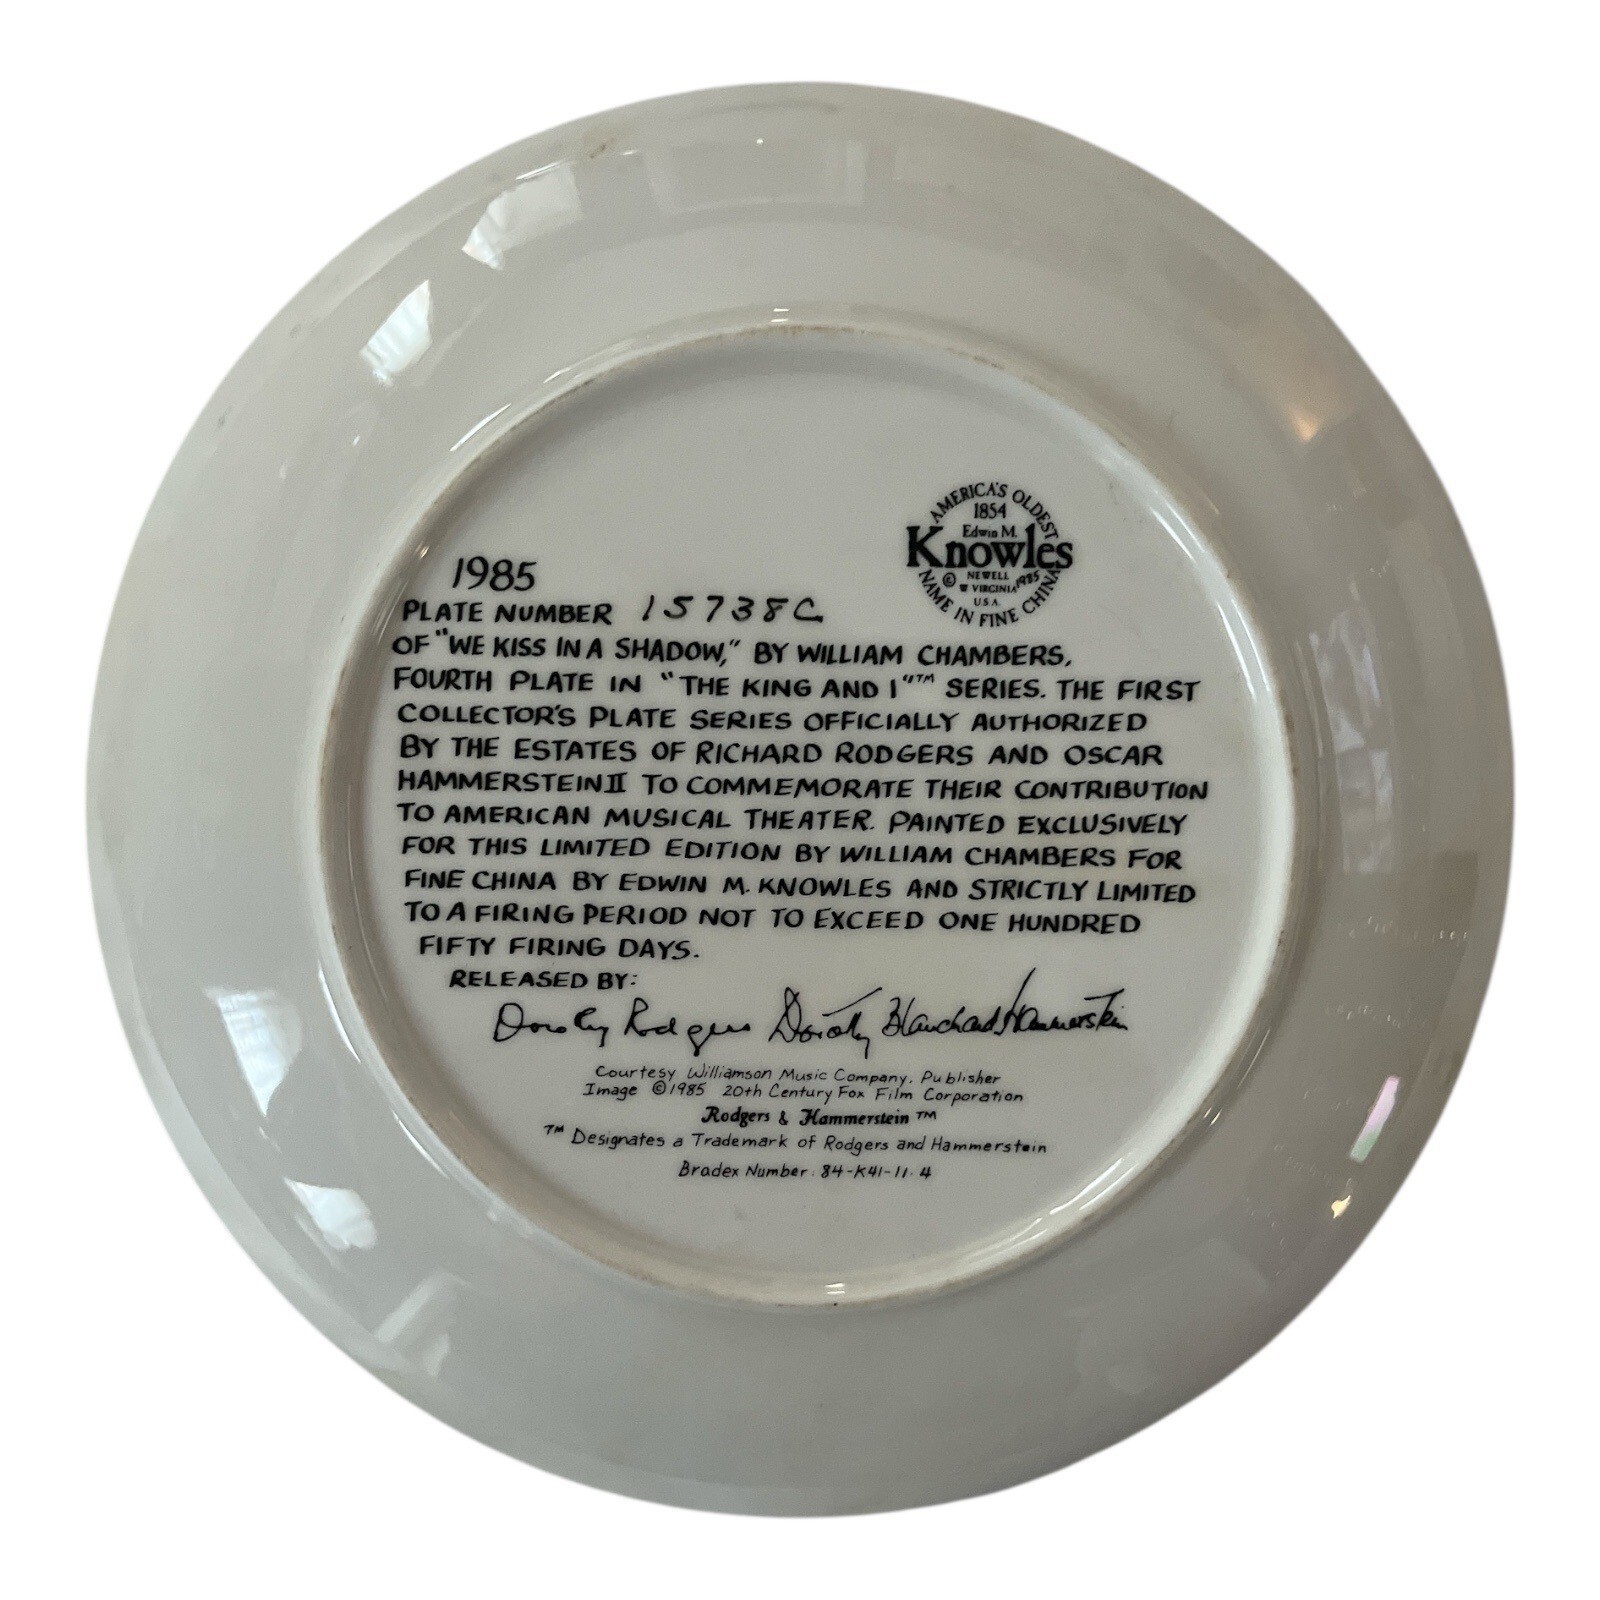 AMERICA'S OLDEST
1854
Edwin M.
Knowles
© NEWELL 1985
W VIRGINIA
U.S.A.
NAME IN FINE CHINA
1985
PLATE NUMBER 15738C
OF "WE KISS IN A SHADOW," BY WILLIAM CHAMBERS,
FOURTH PLATE IN "THE KING AND I"™ SERIES. THE FIRST
COLLECTOR'S PLATE SERIES OFFICIALLY AUTHORIZED
BY THE ESTATES OF RICHARD RODGERS AND OSCAR
HAMMERSTEIN II TO COMMEMORATE THEIR CONTRIBUTION
TO AMERICAN MUSICAL THEATER. PAINTED EXCLUSIVELY
FOR THIS LIMITED EDITION BY WILLIAM CHAMBERS FOR
FINE CHINA BY EDWIN M. KNOWLES AND STRICTLY LIMITED
TO A FIRING PERIOD NOT TO EXCEED ONE HUNDRED
FIFTY FIRING DAYS.
RELEASED BY:
Dorothy Rodgers Dorothy Blanchard Hammerstein
Courtesy Williamson Music Company, Publisher
Image ©1985 20th Century Fox Film Corporation
Rodgers & Hammerstein ™
™ Designates a Trademark of Rodgers and Hammerstein
Bradex Number: 84-K41-11.4